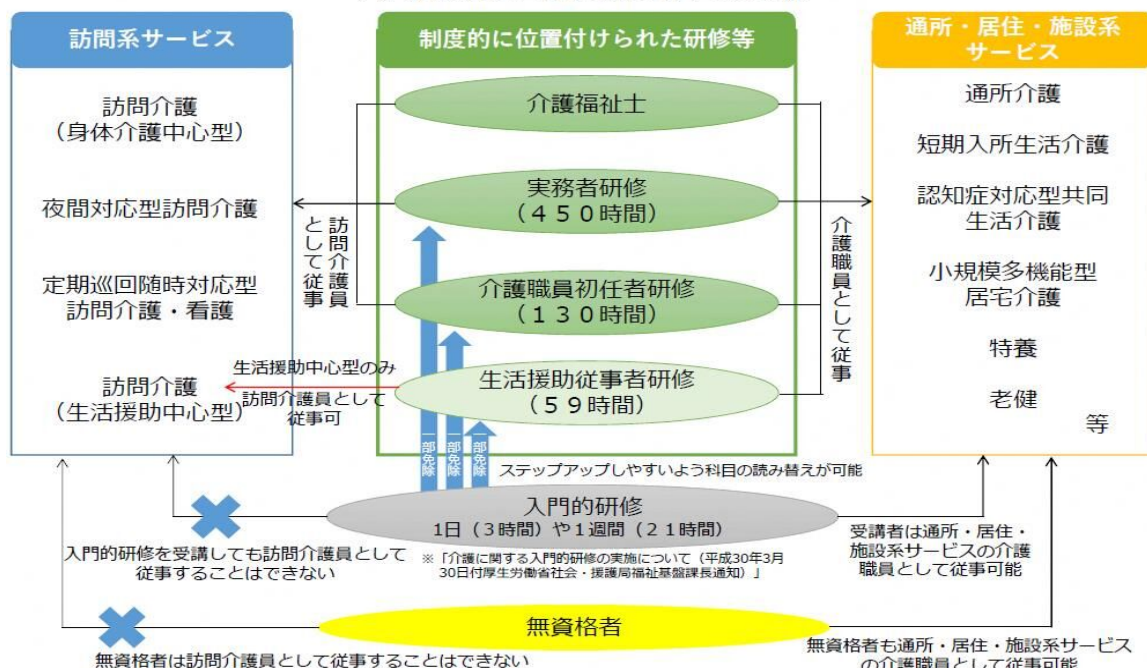 訪問系サービス
訪問介護
（身体介護中心型）
夜間対応型訪問介護
定期巡回随時対応型
訪問介護・看護
訪問介護
（生活援助中心型）
制度的に位置付けられた研修等
介護福祉士
実務者研修
（４５０時間）
介護職員初任者研修
（１３０時間）
生活援助従事者研修
（５９時間）
訪問介護員
として従事
介護職員として従事
生活援助中心型のみ
訪問介護員として
従事可
一部免除
一部免除
一部免除
通所・居住・施設系
サービス
通所介護
短期入所生活介護
認知症対応型共同
生活介護
小規模多機能型
居宅介護
特養
老健
等
ステップアップしやすいよう科目の読み替えが可能
入門的研修
1日（３時間）や１週間（２１時間）
※「介護に関する入門的研修の実施について（平成30年3月
30日付厚生労働省社会・援護局福祉基盤課長通知）」
入門的研修を受講しても訪問介護員として
従事することはできない
受講者は通所・居住・
施設系サービスの介護
職員として従事可能
無資格者
無資格者は訪問介護員として従事することはできない
無資格者も通所・居住・施設系サービス
の介護職員として従事可能